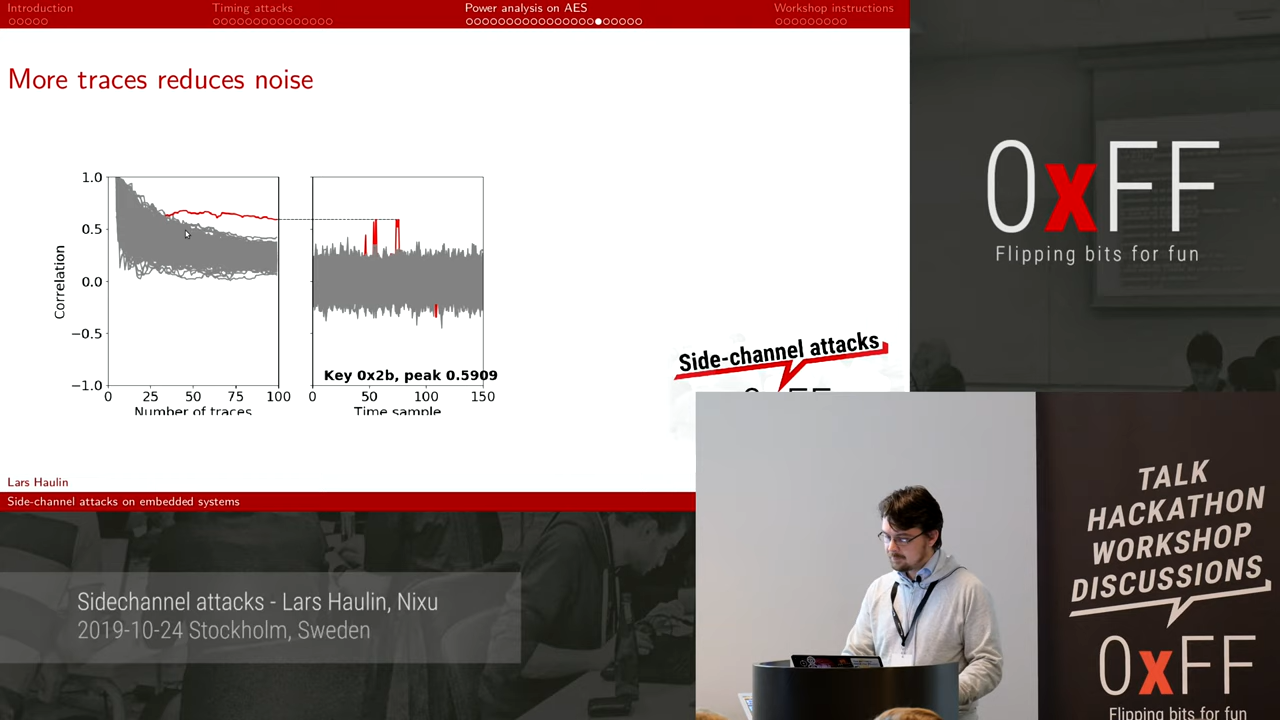 Introduction
Timing attacks
Power analysis on AES
Workshop instructions
More traces reduces noise
1.0
0.5
0.0
−0.5
−1.0
Correlation
0 25 50 75 100
Number of traces
Key 0x2b, peak 0.5909
0 50 100 150
Time sample
Side-channel attacks
0xFF
Flipping bits for fun
Lars Haulin
Side-channel attacks on embedded systems
Sidechannel attacks - Lars Haulin, Nixu
2019-10-24 Stockholm, Sweden
TALK
HACKATHON
WORKSHOP
DISCUSSIONS
0xFF
Flipping bits for fun